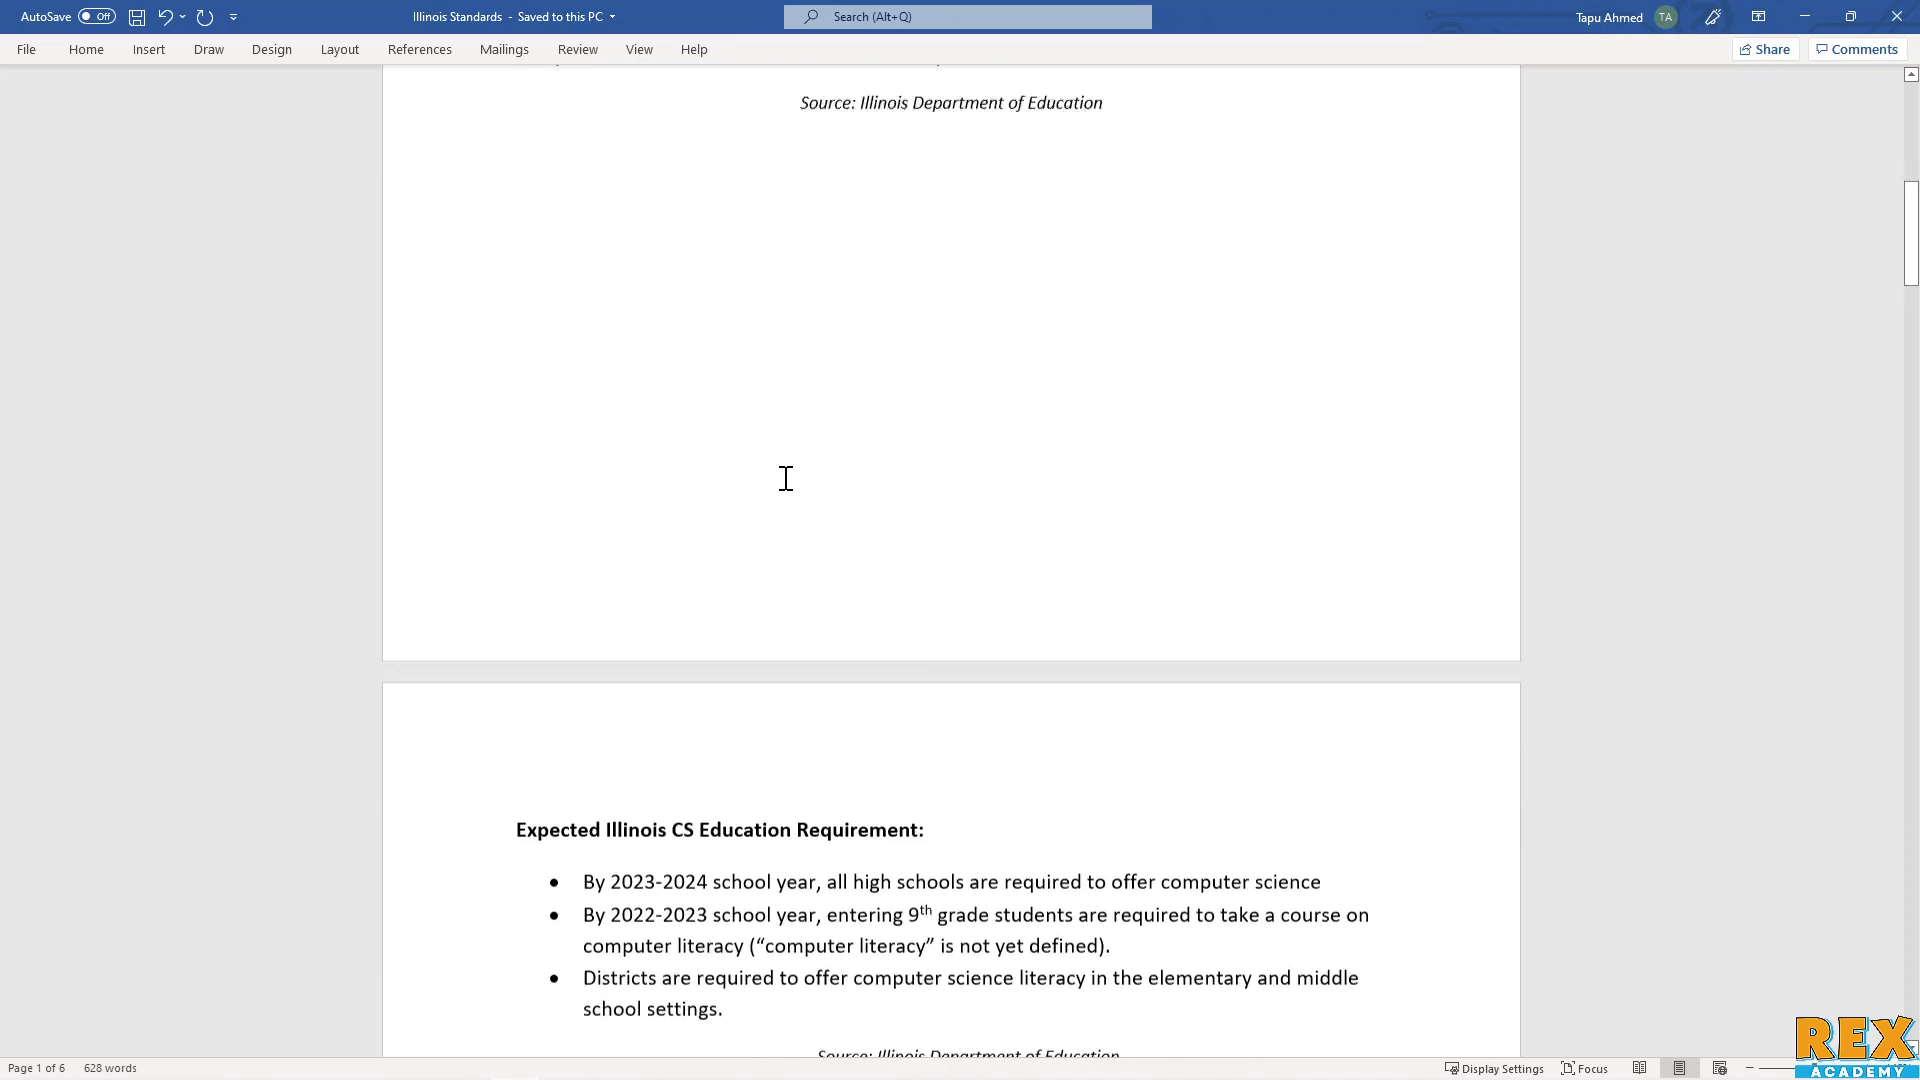 AutoSave Off Illinois Standards - Saved to this PC Search (Alt+Q) Tapu Ahmed TA
File Home Insert Draw Design Layout References Mailings Review View Help Share Comments
Source: Illinois Department of Education
Expected Illinois CS Education Requirement:
• By 2023-2024 school year, all high schools are required to offer computer science
• By 2022-2023 school year, entering 9th grade students are required to take a course on
computer literacy (“computer literacy” is not yet defined).
• Districts are required to offer computer science literacy in the elementary and middle
school settings.
Source: Illinois Department of Education
Page 1 of 6 628 words Display Settings Focus
REX
ACADEMY